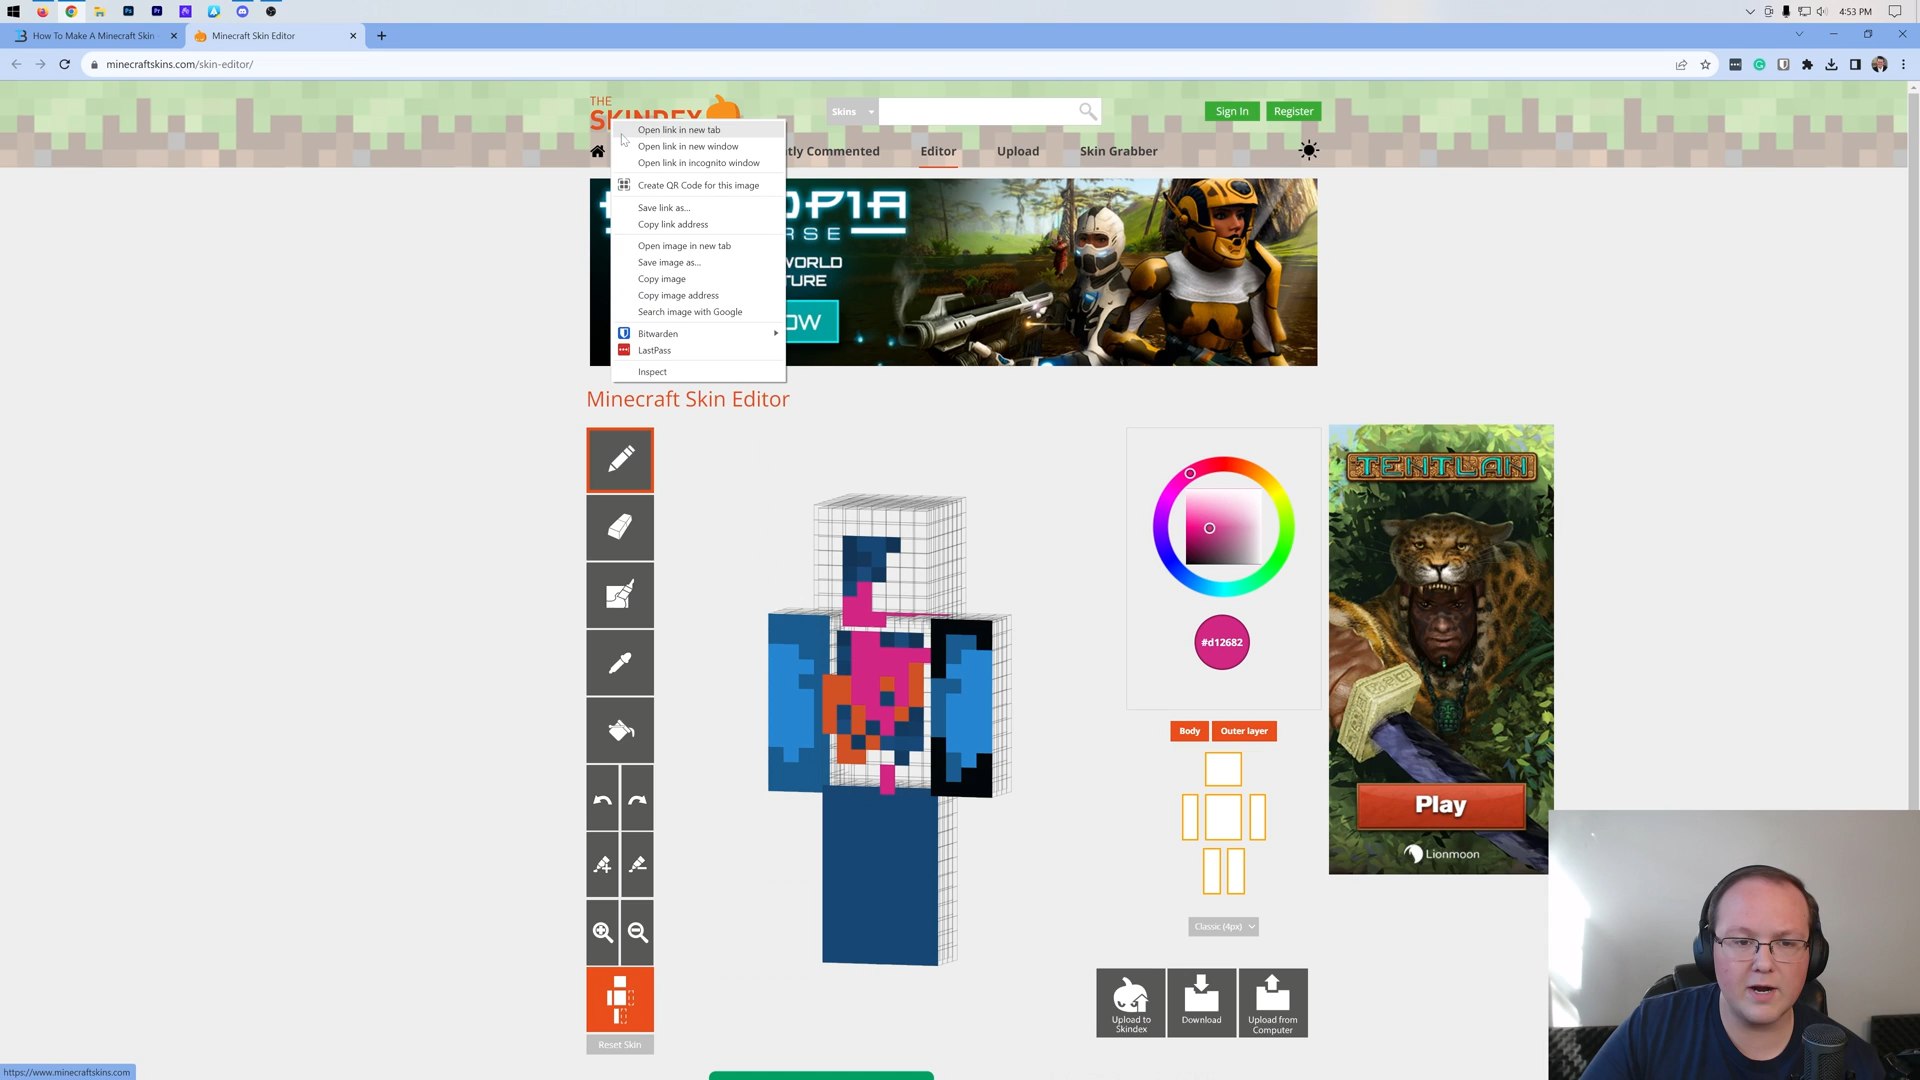 4:53 PM
How To Make A Minecraft Skin
Minecraft Skin Editor
minecraftskins.com/skin-editor/
THE
Skins
Sign In
Register
Commented
Editor
Upload
Skin Grabber
Open link in new tab
Open link in new window
Open link in incognito window
Create QR Code for this image
Save link as...
Copy link address
Open image in new tab
Save image as...
Copy image
Copy image address
Search image with Google
Bitwarden
LastPass
Inspect
Minecraft Skin Editor
#d12682
Body
Outer layer
Classic (4px)
Upload to
Skindex
Download
Upload from
Computer
Reset Skin
TENTLAN
Play
Lionmoon
https://www.minecraftskins.com